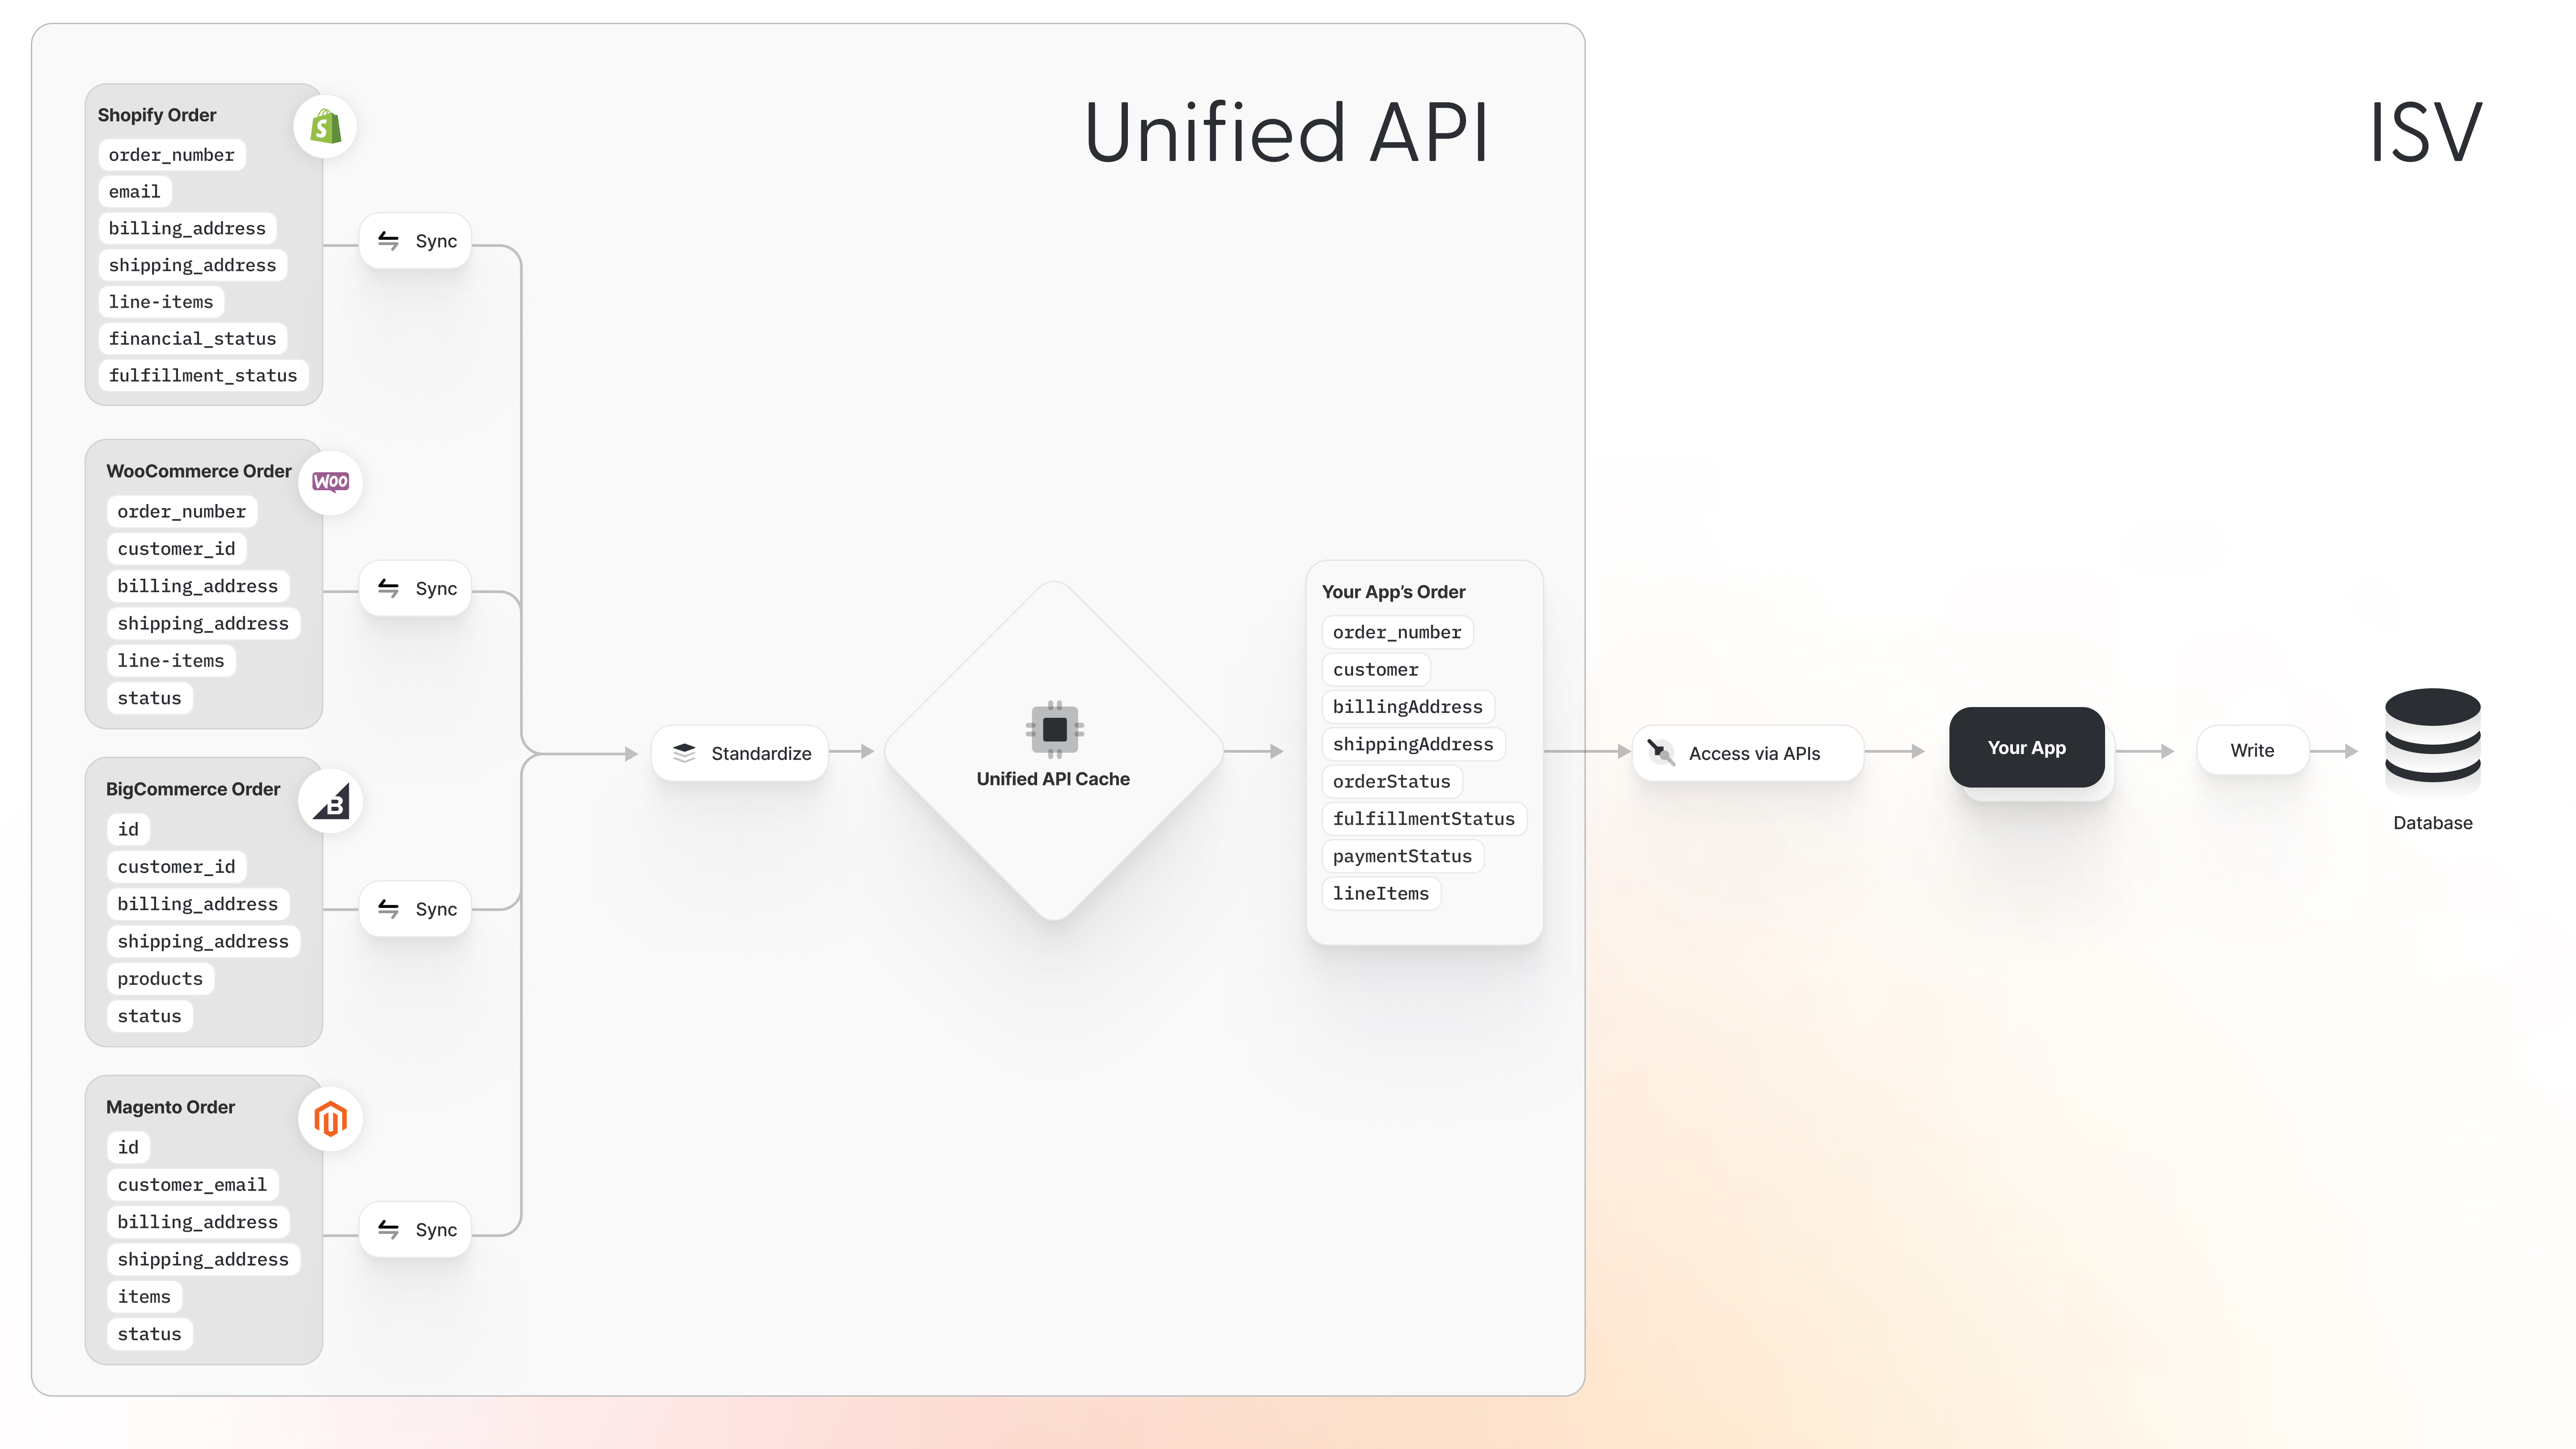 Unified API
ISV
Shopify Order
order_number
email
billing_address
shipping_address
line-items
financial_status
fulfillment_status
Sync
WooCommerce Order
WOO
order_number
customer_id
billing_address
shipping_address
line-items
status
Sync
BigCommerce Order
B
id
customer_id
billing_address
shipping_address
products
status
Sync
Magento Order
id
customer_email
billing_address
shipping_address
items
status
Sync
Standardize
Unified API Cache
Your App’s Order
order_number
customer
billingAddress
shippingAddress
orderStatus
fulfillmentStatus
paymentStatus
lineItems
Access via APIs
Your App
Write
Database